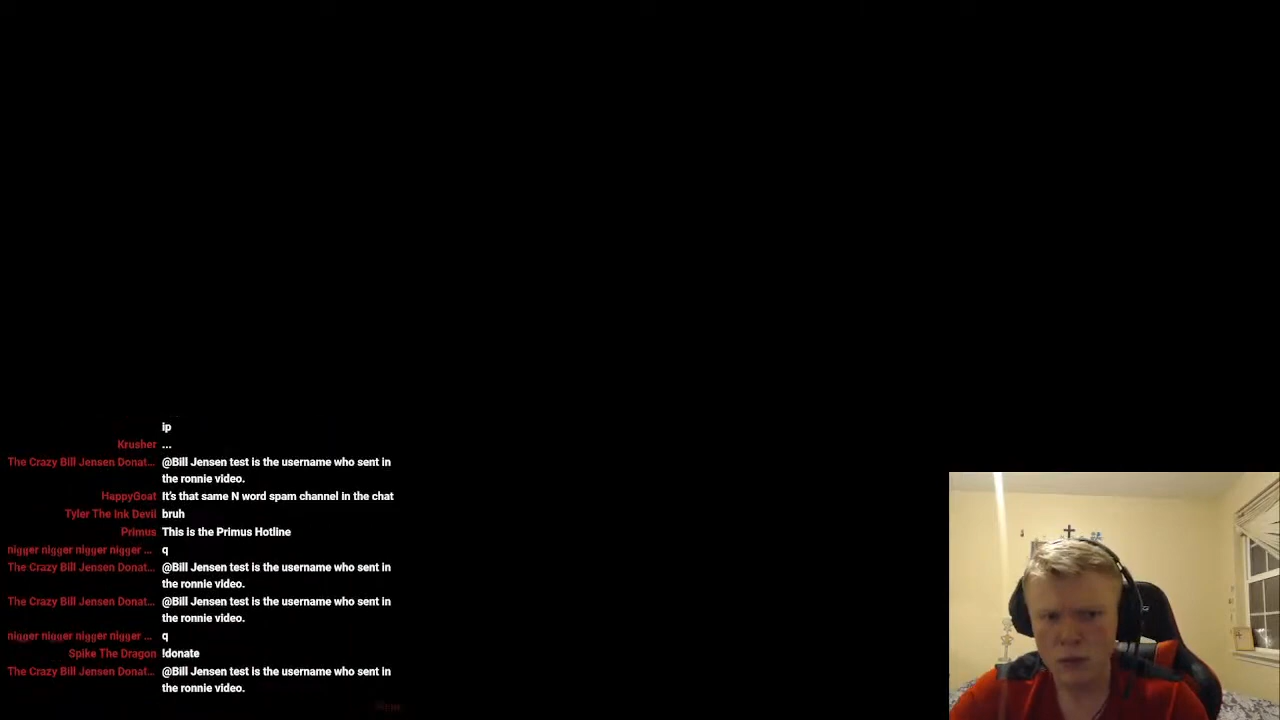 ip
Krusher ...
The Crazy Bill Jensen Donat... @Bill Jensen test is the username who sent in
the ronnie video.
HappyGoat It's that same N word spam channel in the chat
Tyler The Ink Devil bruh
Primus This is the Primus Hotline
nigger nigger nigger nigger ... q
The Crazy Bill Jensen Donat... @Bill Jensen test is the username who sent in
the ronnie video.
The Crazy Bill Jensen Donat... @Bill Jensen test is the username who sent in
the ronnie video.
nigger nigger nigger nigger ... q
Spike The Dragon !donate
The Crazy Bill Jensen Donat... @Bill Jensen test is the username who sent in
the ronnie video.